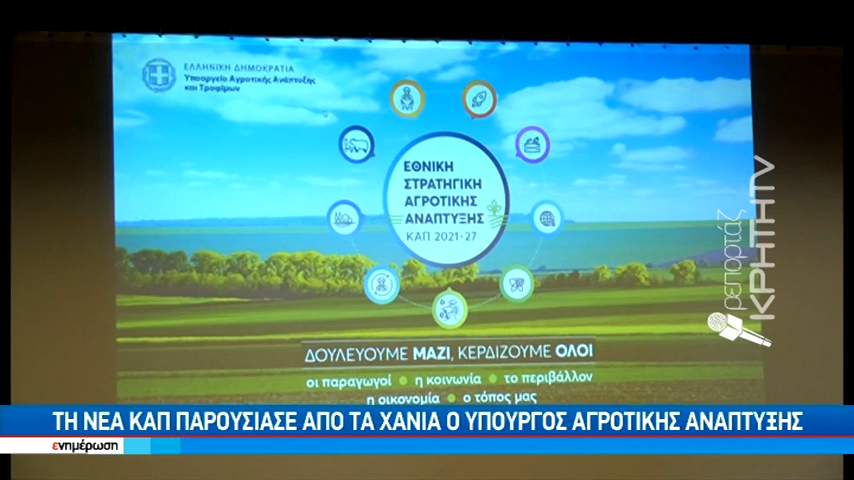 ΕΛΛΗΝΙΚΗ ΔΗΜΟΚΡΑΤΙΑ
Υπουργείο Αγροτικής Ανάπτυξης
και Τροφίμων
ΕΘΝΙΚΗ
ΣΤΡΑΤΗΓΙΚΗ
ΑΓΡΟΤΙΚΗΣ
ΑΝΑΠΤΥΞΗΣ
ΚΑΠ 2021-27
ρεπορτάζ
ΚΡΗΤΗTV
ΔΟΥΛΕΥΟΥΜΕ ΜΑΖΙ, ΚΕΡΔΙΖΟΥΜΕ ΟΛΟΙ
οι παραγωγοί • η κοινωνία • το περιβάλλον
η οικονομία • ο τόπος μας
ΤΗ ΝΕΑ ΚΑΠ ΠΑΡΟΥΣΙΑΣΕ ΑΠΟ ΤΑ ΧΑΝΙΑ Ο ΥΠΟΥΡΓΟΣ ΑΓΡΟΤΙΚΗΣ ΑΝΑΠΤΥΞΗΣ
ενημέρωση